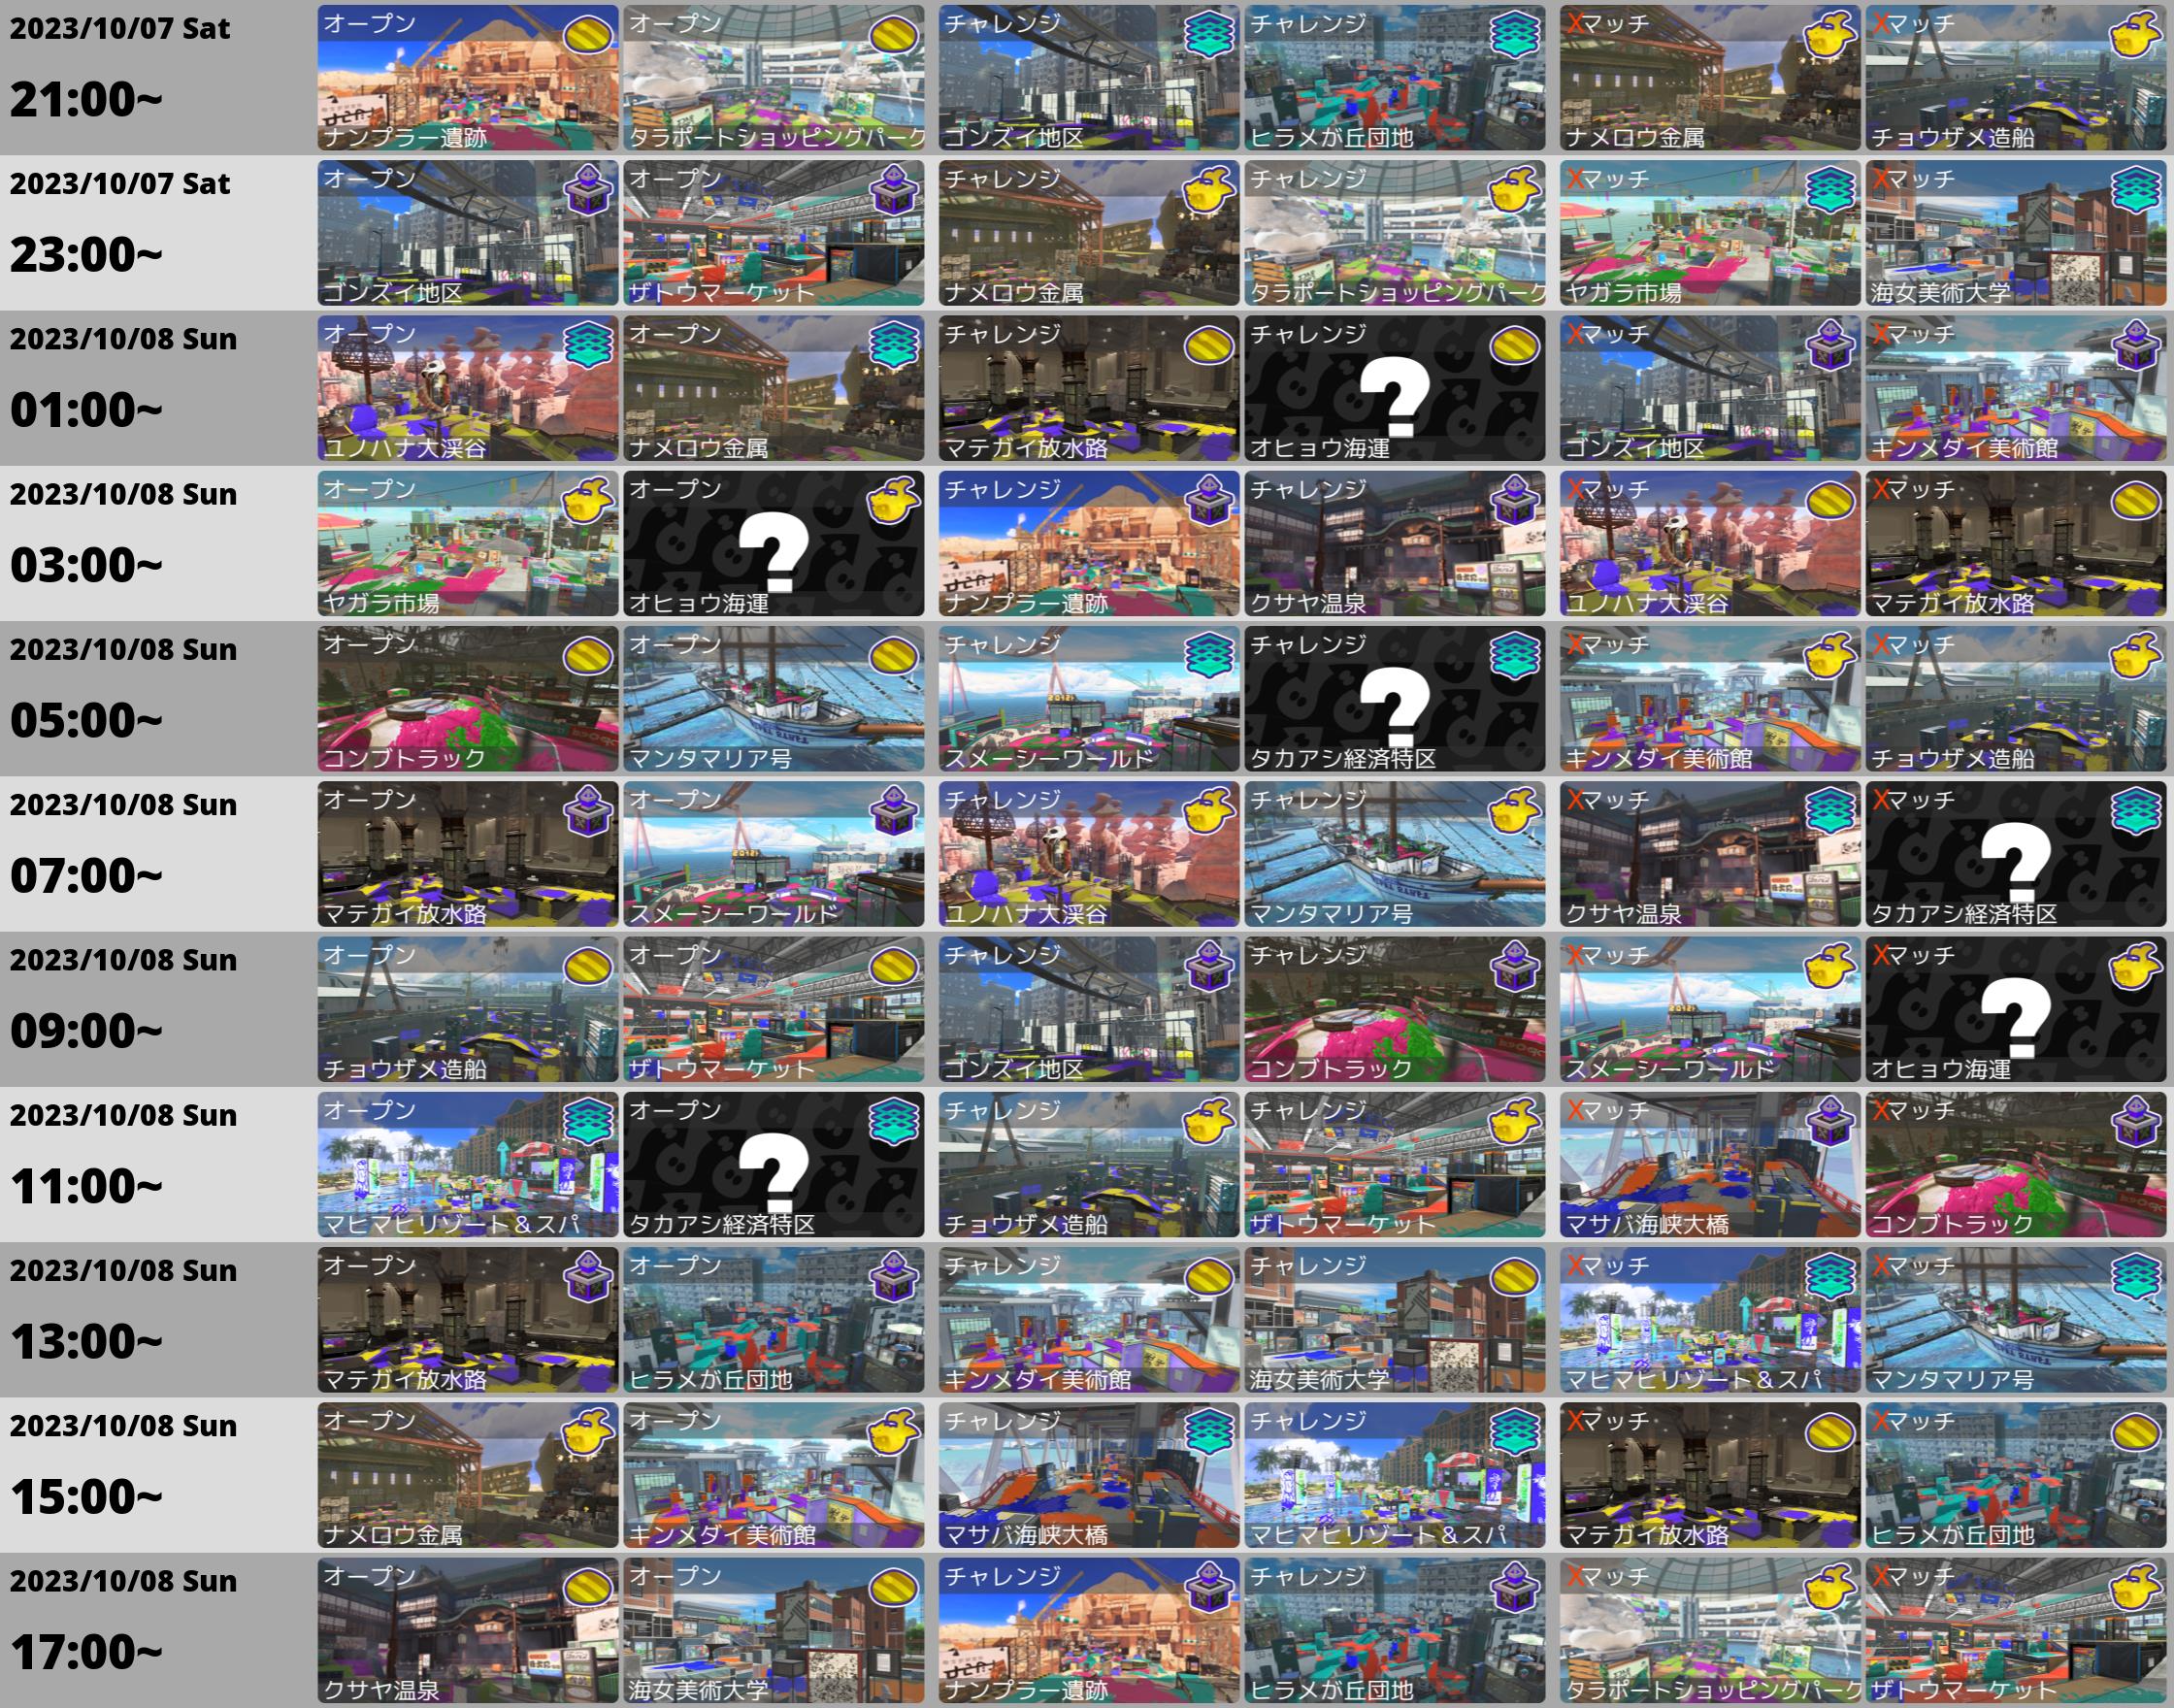 2023/10/07 Sat
21:00~
オープン
ナンプラー遺跡
オープン
タラポートショッピングパーク
チャレンジ
ゴンズイ地区
チャレンジ
ヒラメが丘団地
Xマッチ
ナメロウ金属
Xマッチ
チョウザメ造船
2023/10/07 Sat
23:00~
オープン
ゴンズイ地区
オープン
ザトウマーケット
チャレンジ
ナメロウ金属
チャレンジ
タラポートショッピングパーク
Xマッチ
ヤガラ市場
Xマッチ
海女美術大学
2023/10/08 Sun
01:00~
オープン
ユノハナ大渓谷
オープン
ナメロウ金属
チャレンジ
マテガイ放水路
チャレンジ
?
オヒョウ海運
Xマッチ
ゴンズイ地区
Xマッチ
キンメダイ美術館
2023/10/08 Sun
03:00~
オープン
ヤガラ市場
オープン
?
オヒョウ海運
チャレンジ
ナンプラー遺跡
チャレンジ
クサヤ温泉
Xマッチ
ユノハナ大渓谷
Xマッチ
マテガイ放水路
2023/10/08 Sun
05:00~
オープン
コンブトラック
オープン
マンタマリア号
チャレンジ
スメーシーワールド
チャレンジ
?
タカアシ経済特区
Xマッチ
キンメダイ美術館
Xマッチ
チョウザメ造船
2023/10/08 Sun
07:00~
オープン
マテガイ放水路
オープン
スメーシーワールド
チャレンジ
ユノハナ大渓谷
チャレンジ
マンタマリア号
Xマッチ
クサヤ温泉
Xマッチ
?
タカアシ経済特区
2023/10/08 Sun
09:00~
オープン
チョウザメ造船
オープン
ザトウマーケット
チャレンジ
ゴンズイ地区
チャレンジ
コンブトラック
Xマッチ
スメーシーワールド
Xマッチ
?
オヒョウ海運
2023/10/08 Sun
11:00~
オープン
マヒマヒリゾート&スパ
オープン
?
タカアシ経済特区
チャレンジ
チョウザメ造船
チャレンジ
ザトウマーケット
Xマッチ
マサバ海峡大橋
Xマッチ
コンブトラック
2023/10/08 Sun
13:00~
オープン
マテガイ放水路
オープン
ヒラメが丘団地
チャレンジ
キンメダイ美術館
チャレンジ
海女美術大学
Xマッチ
マヒマヒリゾート&スパ
Xマッチ
マンタマリア号
2023/10/08 Sun
15:00~
オープン
ナメロウ金属
オープン
キンメダイ美術館
チャレンジ
マサバ海峡大橋
チャレンジ
マヒマヒリゾート&スパ
Xマッチ
マテガイ放水路
Xマッチ
ヒラメが丘団地
2023/10/08 Sun
17:00~
オープン
クサヤ温泉
オープン
海女美術大学
チャレンジ
ナンプラー遺跡
チャレンジ
ヒラメが丘団地
Xマッチ
タラポートショッピングパーク
Xマッチ
ザトウマーケット